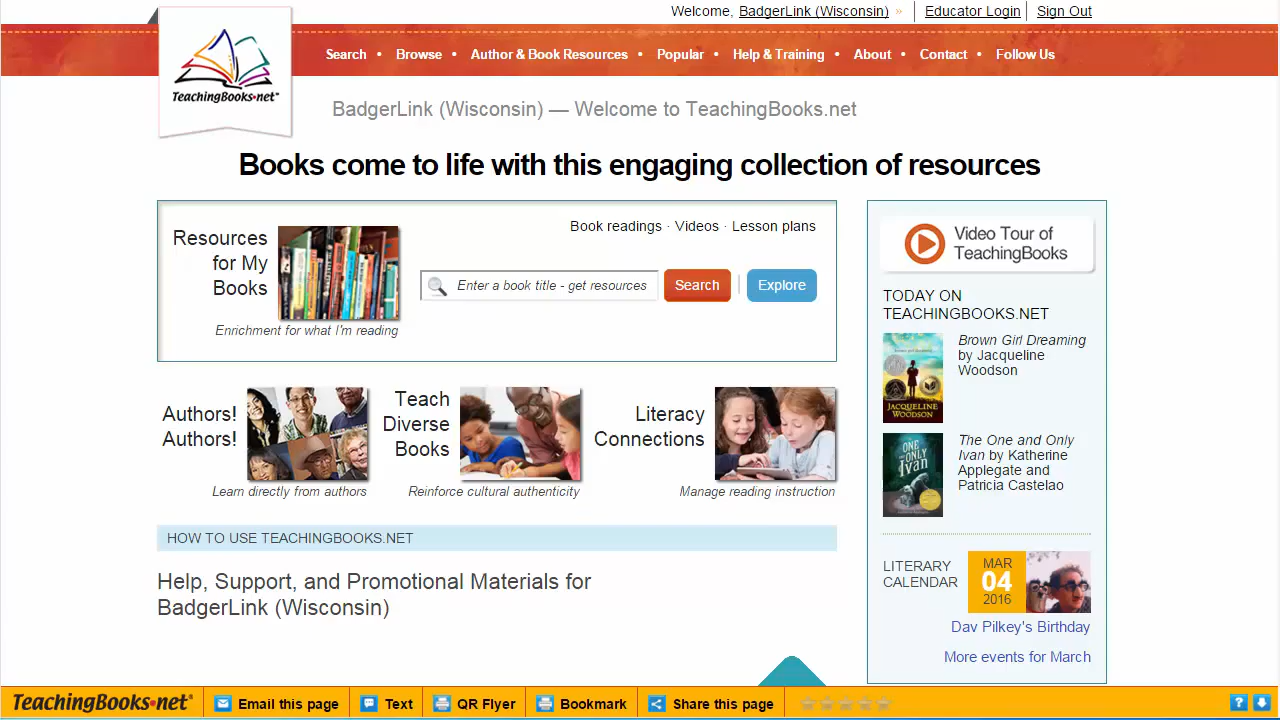 Welcome, BadgerLink (Wisconsin) » Educator Login Sign Out
TeachingBooks.net
Search • Browse • Author & Book Resources • Popular • Help & Training • About • Contact • Follow Us
BadgerLink (Wisconsin) — Welcome to TeachingBooks.net
Books come to life with this engaging collection of resources
Resources
for My
Books
Enrichment for what I'm reading
Book readings · Videos · Lesson plans
Enter a book title - get resources
Search
Explore
Authors!
Authors!
Learn directly from authors
Teach
Diverse
Books
Reinforce cultural authenticity
Literacy
Connections
Manage reading instruction
HOW TO USE TEACHINGBOOKS.NET
Help, Support, and Promotional Materials for
BadgerLink (Wisconsin)
Video Tour of
TeachingBooks
TODAY ON
TEACHINGBOOKS.NET
JACQUELINE
WOODSON
Brown Girl Dreaming
by Jacqueline
Woodson
ONE
ONLY
Ivan
The One and Only
Ivan by Katherine
Applegate and
Patricia Castelao
LITERARY
CALENDAR
MAR
04
2016
Dav Pilkey's Birthday
More events for March
TeachingBooks.net
Email this page
Text
QR Flyer
Bookmark
Share this page
?